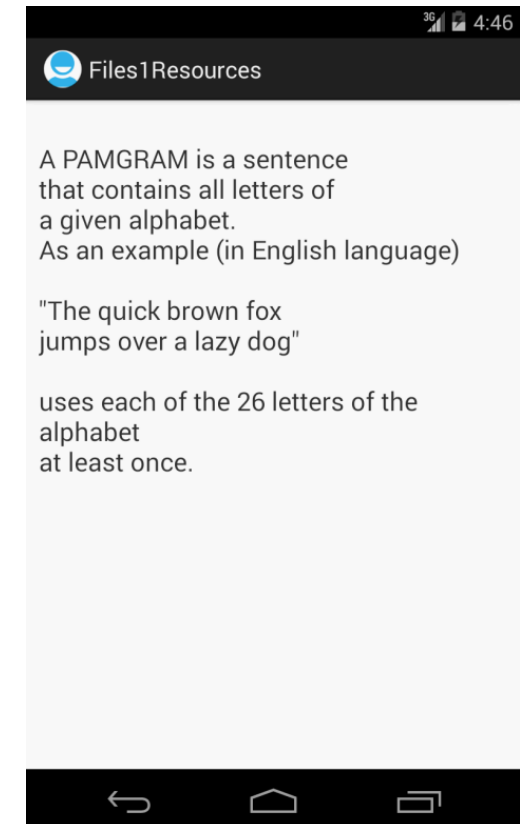 3G 4:46
Files1Resources
A PAMGRAM is a sentence
that contains all letters of
a given alphabet.
As an example (in English language)
"The quick brown fox
jumps over a lazy dog"
uses each of the 26 letters of the
alphabet
at least once.